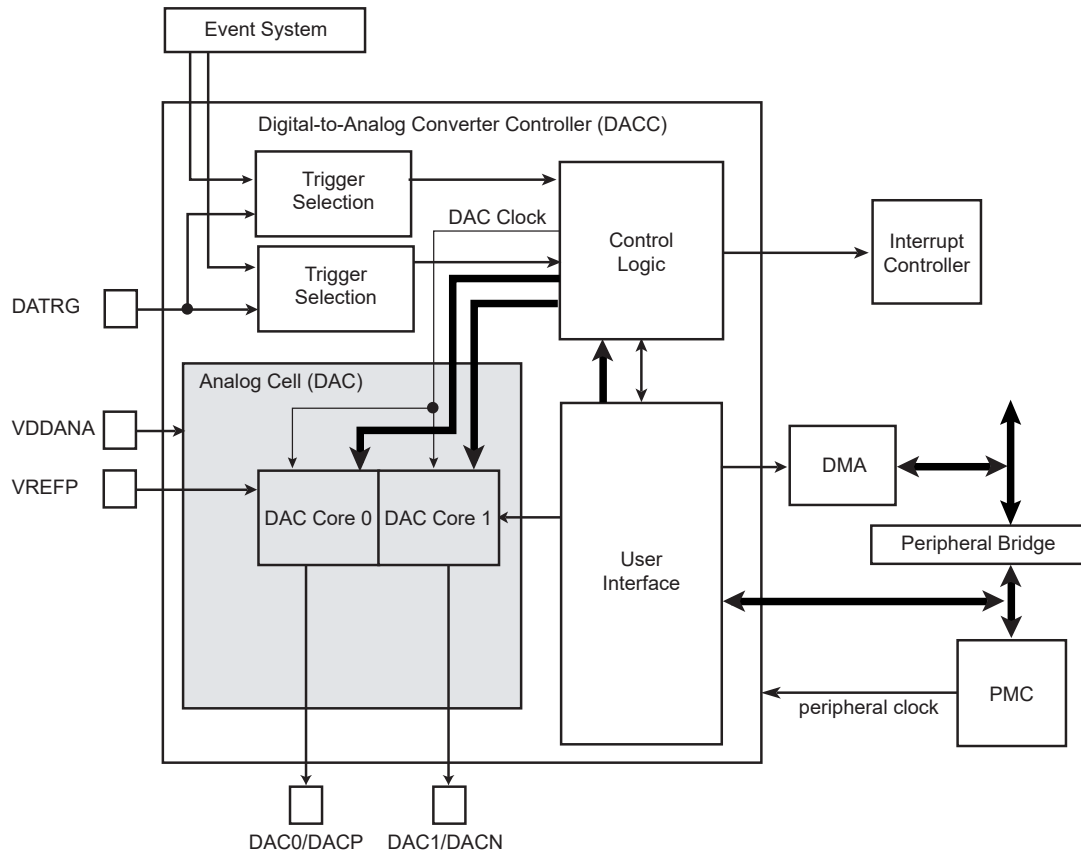 Event System
Digital-to-Analog Converter Controller (DACC)
Trigger
Selection
DAC Clock
Control
Logic
Interrupt
Controller
Trigger
Selection
DATRG
Analog Cell (DAC)
VDDANA
VREFP
DMA
DAC Core 0
DAC Core 1
Peripheral Bridge
User
Interface
PMC
peripheral clock
DAC0/DACP
DAC1/DACN